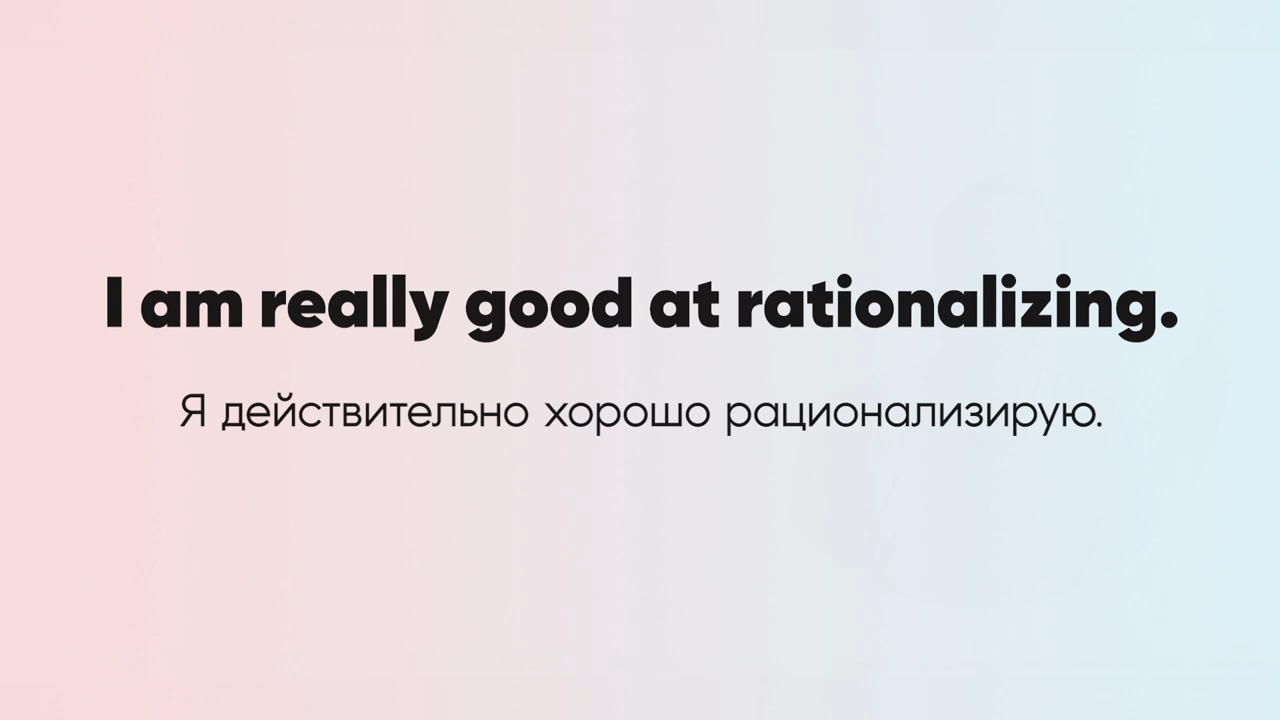 I am really good at rationalizing.
Я действительно хорошо рационализирую.